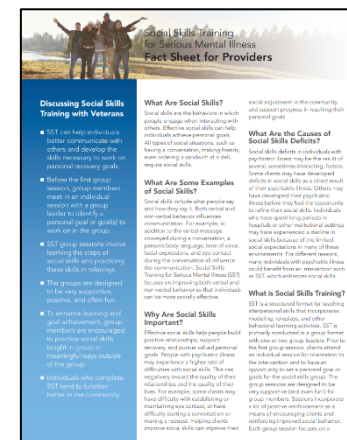 Social Skills Training
for Serious Mental Illness
Fact Sheet for Providers
Discussing Social Skills
Training with Veterans
■ SST can help individuals
better communicate with
others and develop the
skills necessary to work on
personal recovery goals.
■ Before the first group
session, group members
meet in an individual
session with a group
leader to identify a
personal goal or goal(s) to
work on in the group.
■ SST group sessions involve
learning the steps of
social skills and practicing
these skills in roleplays.
■ The groups are designed
to be very supportive,
positive, and often fun.
■ To enhance learning and
goal achievement, group
members are encouraged
to practice social skills
taught in group in
meaningful ways outside
of the group.
■ Individuals who complete
SST tend to function
better in the community.
What Are Social Skills?
Social skills are the behaviors in which
people engage when interacting with
others. Effective social skills can help
individuals achieve personal goals.
All types of social situations, such as
having a conversation, making friends,
even ordering a sandwich at a deli,
require social skills.
What Are Some Examples
of Social Skills?
Social skills include what people say
and how they say it. Both verbal and
non-verbal behavior influences
communication. For example, in
addition to the verbal message
conveyed during a conversation, a
person's body language, tone of voice,
facial expressions, and eye contact
during the conversation all influence
the communication. Social Skills
Training for Serious Mental Illness (SST)
focuses on improving both verbal and
non-verbal behavior so that individuals
can be more socially effective.
Why Are Social Skills
Important?
Effective social skills help people build
positive relationships, support
recovery and pursue valued personal
goals. People with psychiatric illness
may experience a higher rate of
difficulties with social skills. This can
negatively impact the quality of their
relationships and the quality of their
lives. For example, some clients may
have difficulty with establishing or
maintaining eye contact, or have
difficulty starting a conversation or
making a request. Helping clients
improve social skills can improve their
social adjustment in the community
and support progress in reaching their
personal goals.
What Are the Causes of
Social Skills Deficits?
Social skills deficits in individuals with
psychiatric illness may be the result of
several, sometimes interacting, factors.
Some clients may have developed
deficits in social skills as a direct result
of their psychiatric illness. Others may
have developed their psychiatric
illness before they had the opportunity
to refine their social skills. Individuals
who have spent long periods in
hospitals or other institutional settings
may have experienced a decline in
social skills because of the limited
social expectations in many of these
environments. For different reasons,
many individuals with psychiatric illness
could benefit from an intervention such
as SST, which enhances social skills.
What is Social Skills Training?
SST is a structured format for teaching
interpersonal skills that incorporates
modeling, roleplays, and other
behavioral learning activities. SST is
primarily conducted in a group format
with one or two group leaders. Prior to
the first group session, clients attend
an individual session for orientation to
the intervention and to have an
opportunity to set a personal goal or
goals for the social skills group. The
group sessions are designed to be
very supportive (and even fun!) for
group members. Sessions incorporate
a lot of positive reinforcement as a
means of encouraging clients and
reinforcing improved social behavior.
Each group session focuses on a